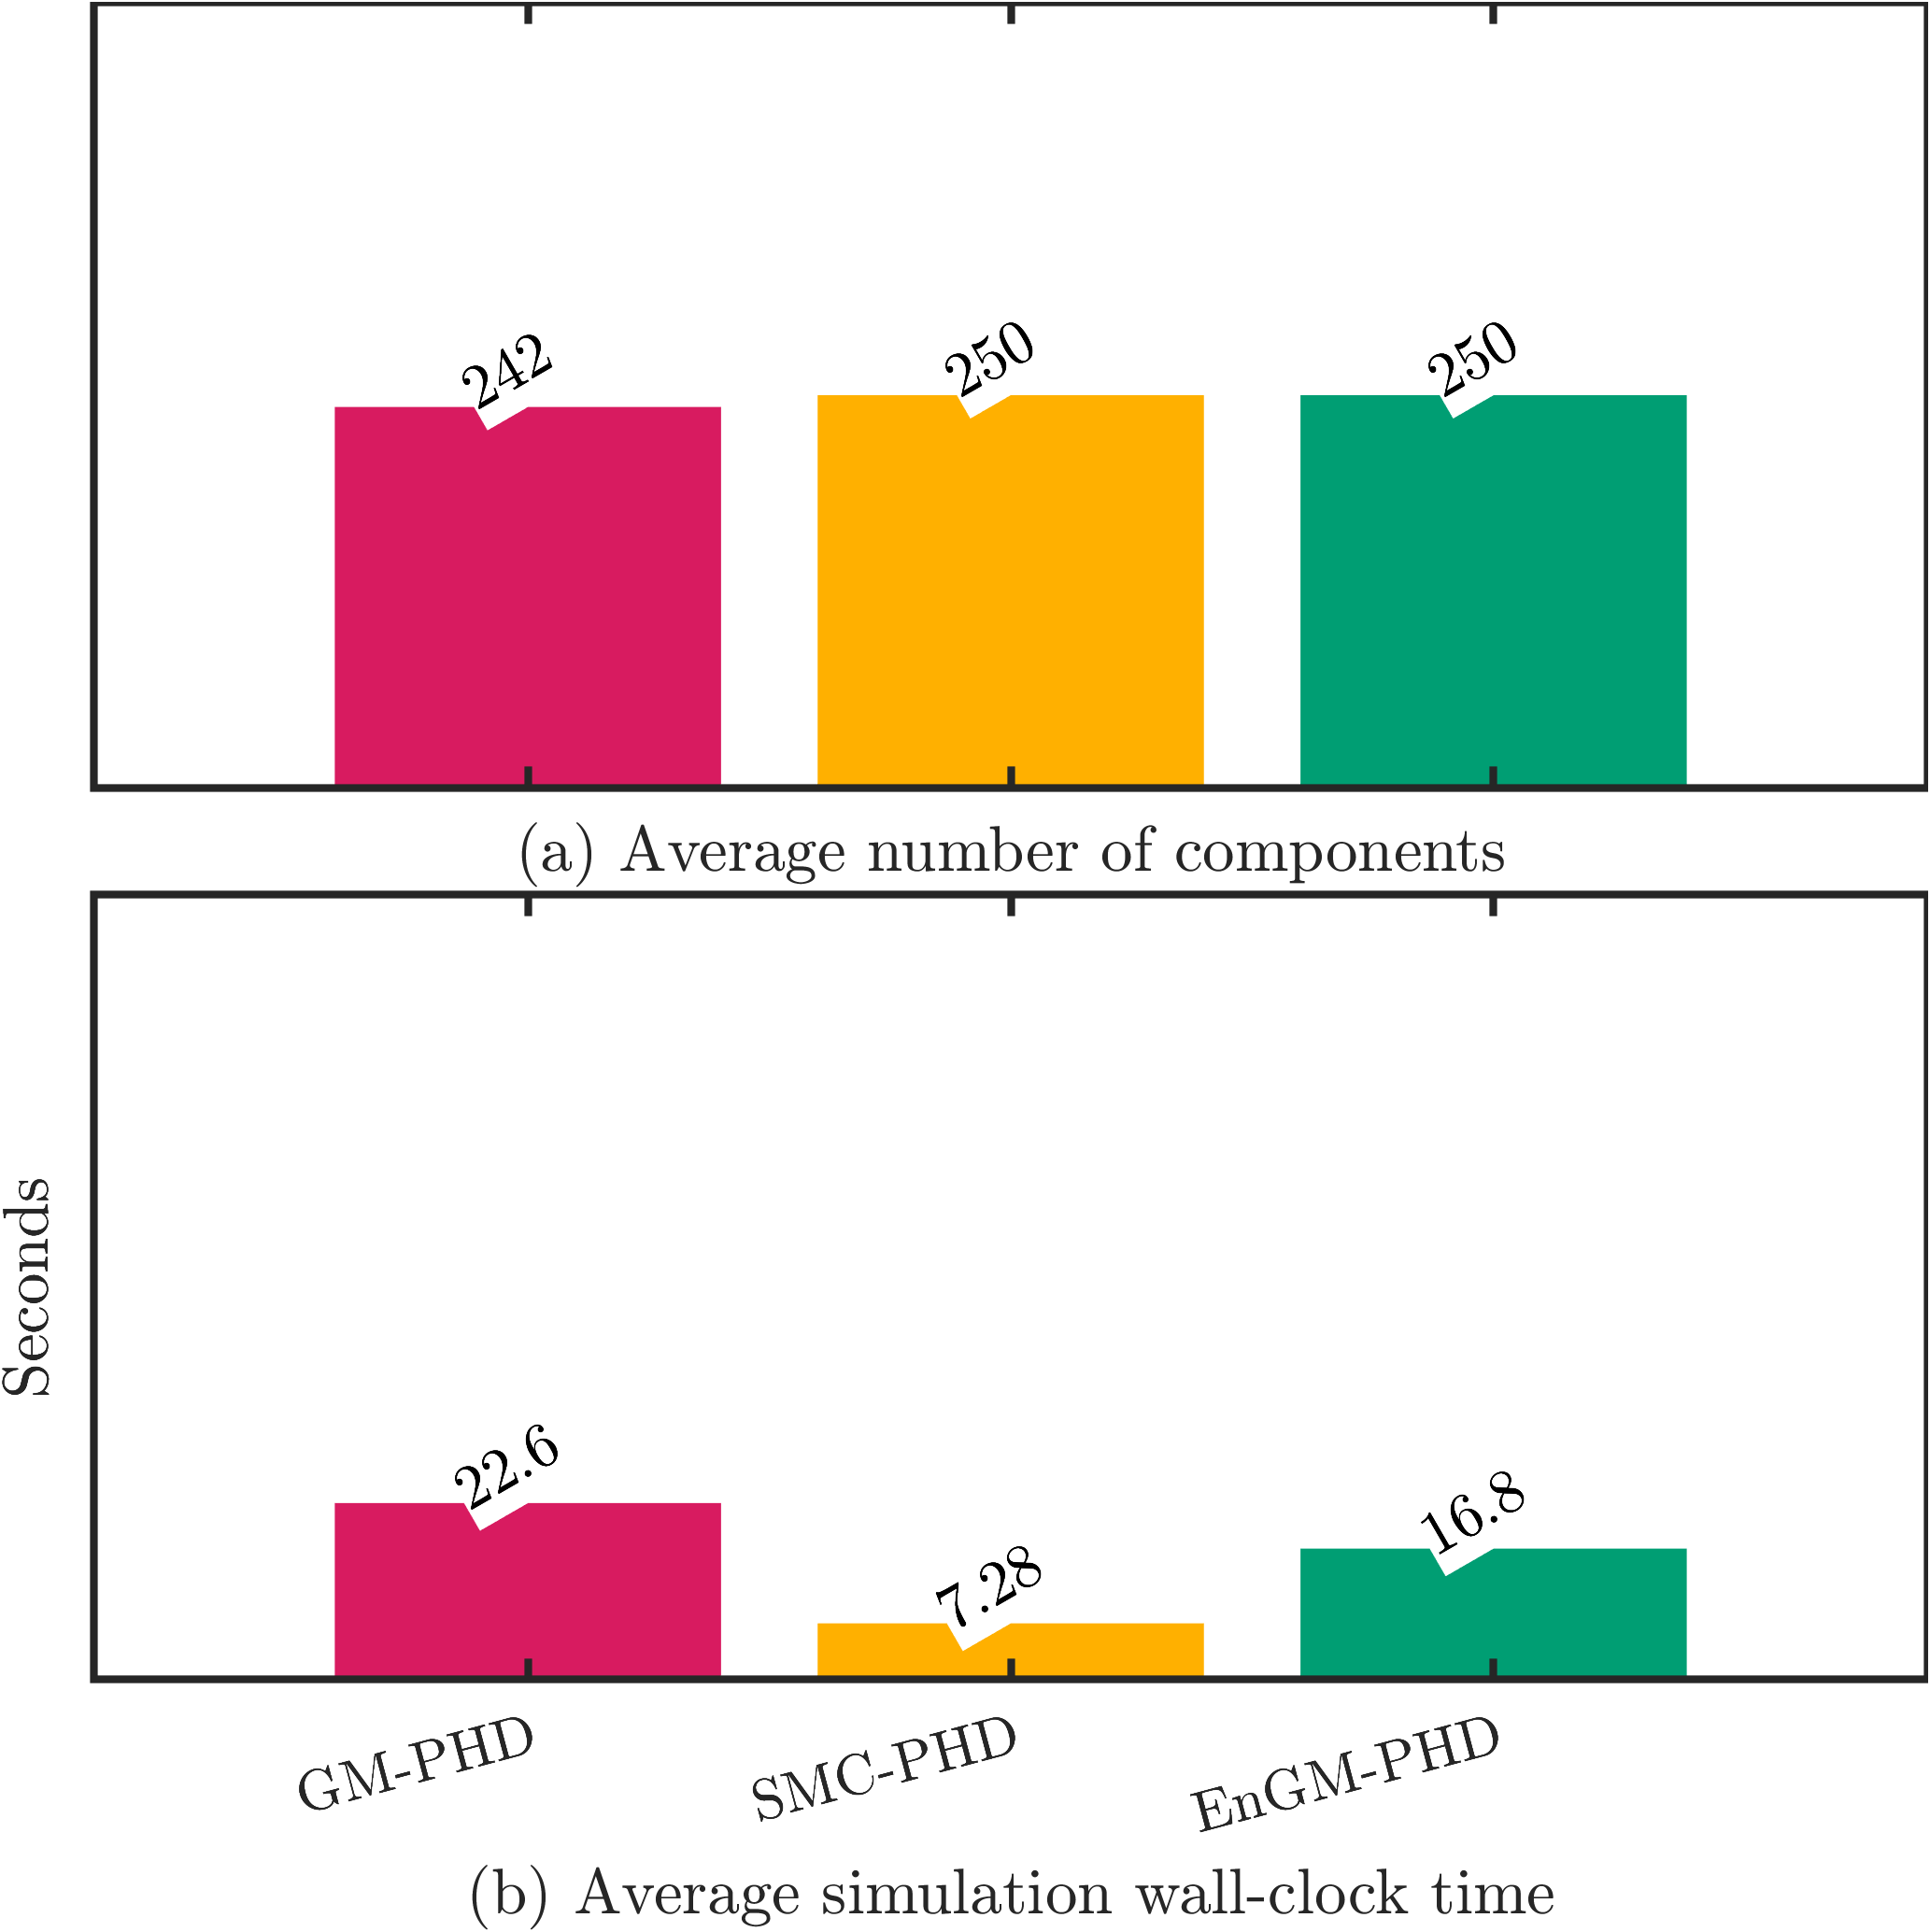 242
250
250
(a) Average number of components
Seconds
22.6
7.28
16.8
GM-PHD
SMC-PHD
EnGM-PHD
(b) Average simulation wall-clock time